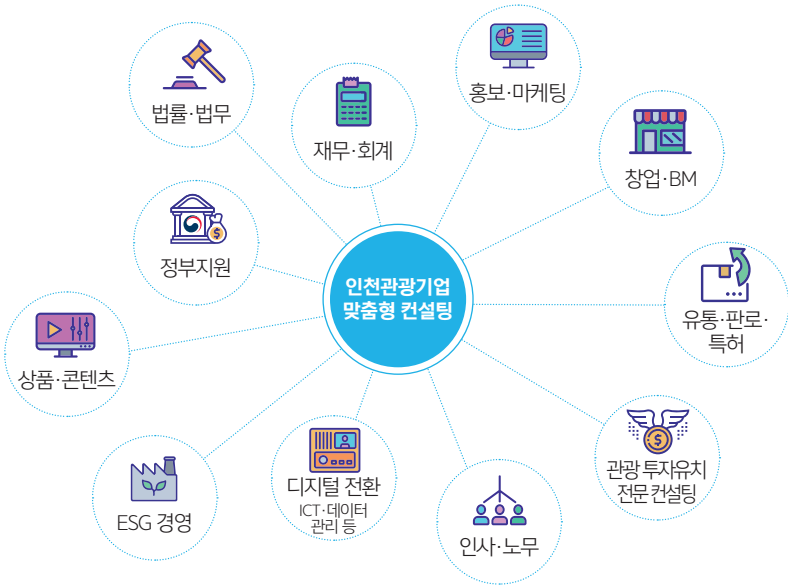 홍보·마케팅
법률·법무
재무·회계
창업·BM
정부지원
인천관광기업
맞춤형 컨설팅
유통·판로·
특허
상품·콘텐츠
관광 투자유치
전문 컨설팅
디지털 전환
ICT·데이터
관리 등
ESG 경영
인사·노무